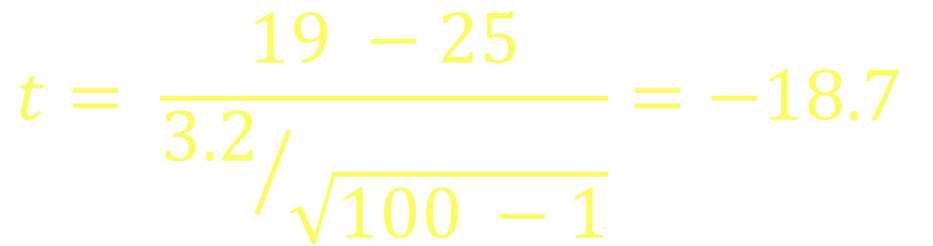 t = (19 − 25) / (3.2/√(100 − 1)) = −18.7